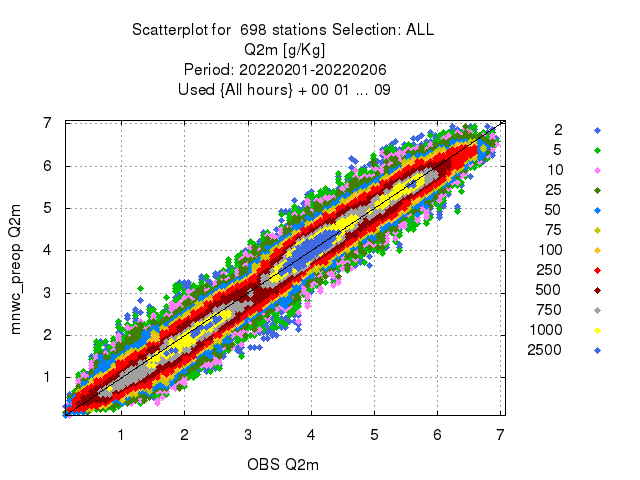 Scatterplot for  698 stations Selection: ALL
Q2m [g/Kg]
Period: 20220201-20220206
Used {All hours} + 00 01 ... 09
7
6
5
4
3
2
1
mnwc_preop Q2m
1 2 3 4 5 6 7
OBS Q2m
2
5
10
25
50
75
100
250
500
750
1000
2500